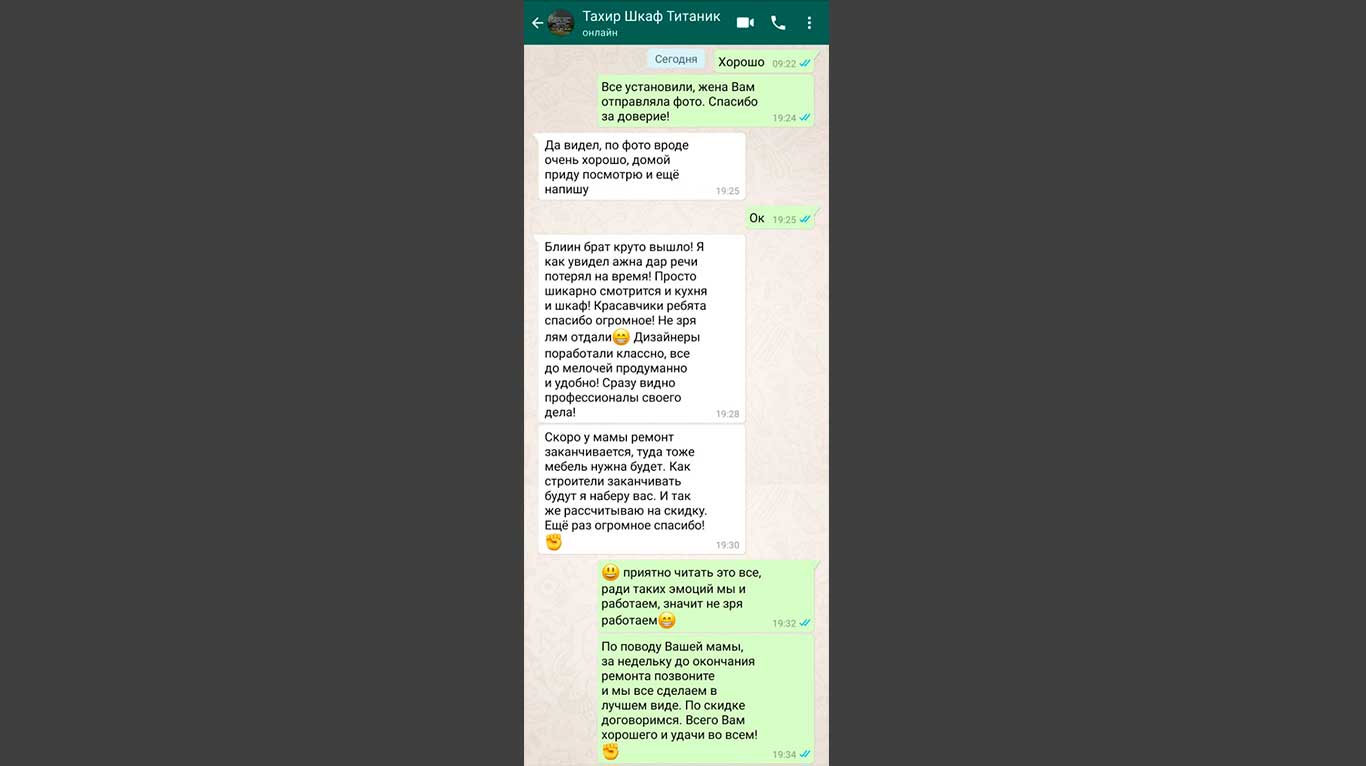 Тахир Шкаф Титаник
онлайн
Сегодня
Хорошо 09:22
Все установили, жена Вам
отправляла фото. Спасибо
за доверие!
19:24
Да видел, по фото вроде
очень хорошо, домой
приду посмотрю и ещё
напишу
19:25
Ок 19:25
Блиин брат круто вышло! Я
как увидел ажна дар речи
потерял на время! Просто
шикарно смотрится и кухня
и шкаф! Красавчики ребята
спасибо огромное! Не зря
лям отдали😁 Дизайнеры
поработали классно, все
до мелочей продуманно
и удобно! Сразу видно
профессионалы своего
дела!
19:28
Скоро у мамы ремонт
заканчивается, туда тоже
мебель нужна будет. Как
строители заканчивать
будут я наберу вас. И так
же рассчитываю на скидку.
Ещё раз огромное спасибо!
✊
19:30
😃 приятно читать это все,
ради таких эмоций мы и
работаем, значит не зря
работаем😁
19:32
По поводу Вашей мамы,
за недельку до окончания
ремонта позвоните
и мы все сделаем в
лучшем виде. По скидке
договоримся. Всего Вам
хорошего и удачи во всем!
✊
19:34